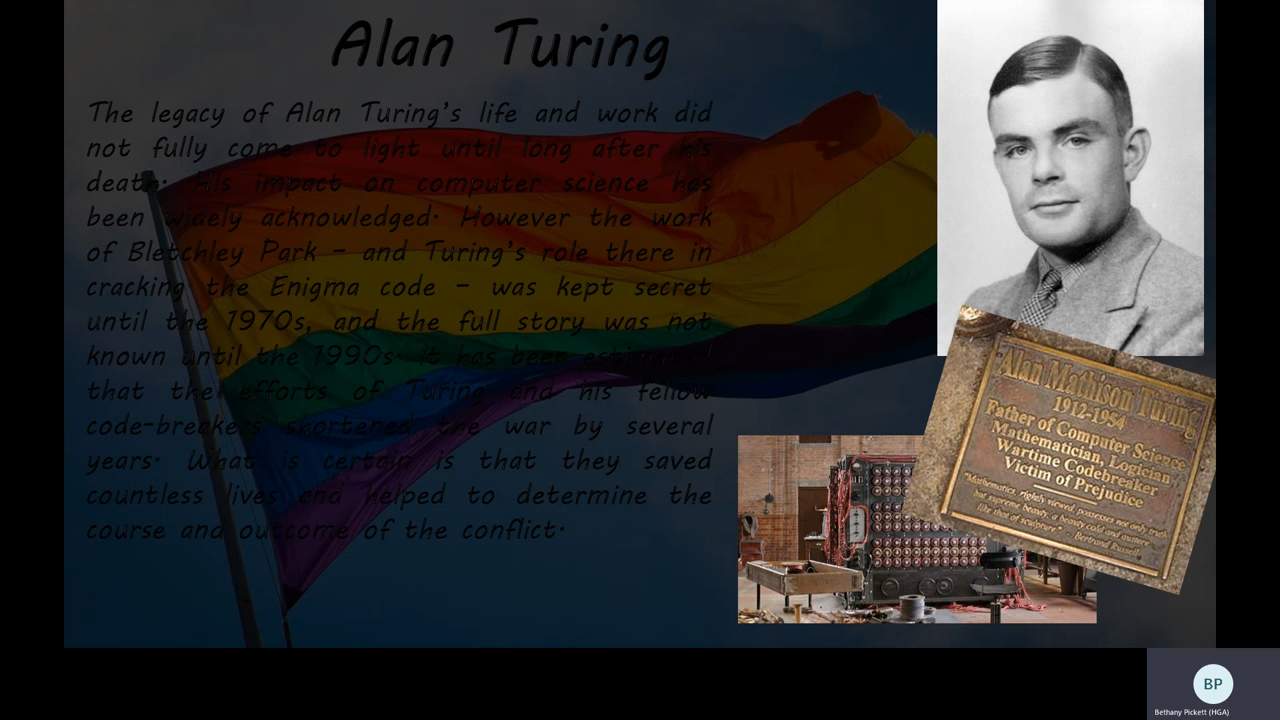 Alan Turing
The legacy of Alan Turing's life and work did
not fully come to light until long after his
death. His impact on computer science has
been widely acknowledged. However the work
of Bletchley Park - and Turing's role there in
cracking the Enigma code - was kept secret
until the 1970s, and the full story was not
known until the 1990s. It has been estimated
that the efforts of Turing and his fellow
code-breakers shortened the war by several
years. What is certain is that they saved
countless lives and helped to determine the
course and outcome of the conflict.
Alan Mathison Turing
1912-1954
Father of Computer Science
Mathematician, Logician
Wartime Codebreaker
Victim of Prejudice
"Mathematics, rightly viewed, possesses not only truth
but supreme beauty, a beauty cold and austere
like that of sculpture." - Bertrand Russell
BP
Bethany Pickett (HGA)